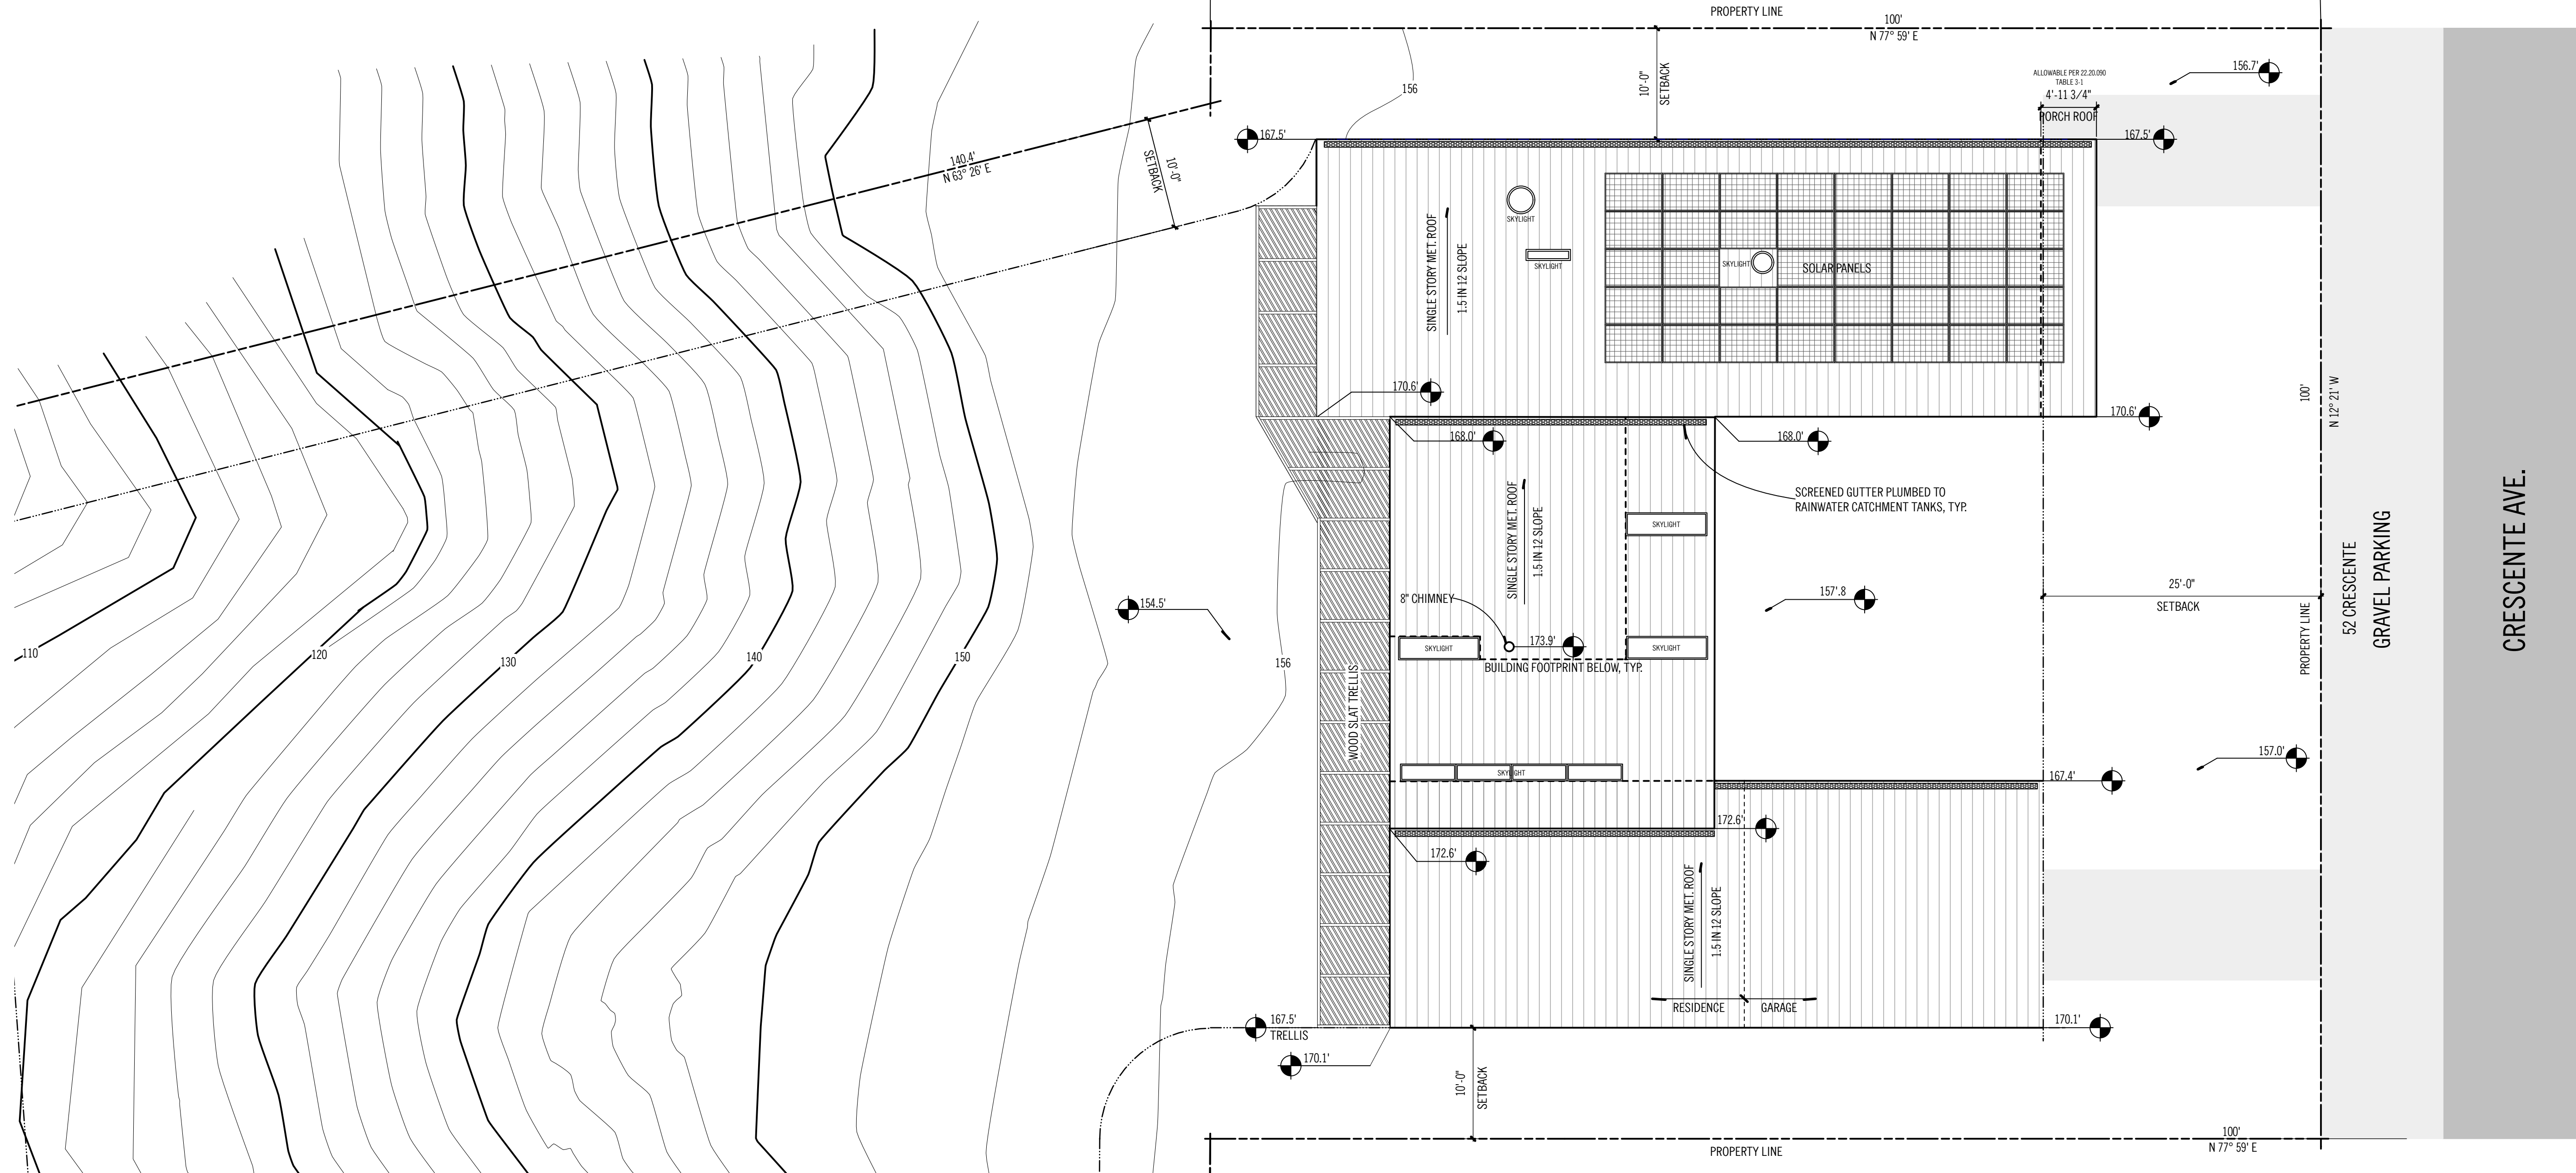 PROPERTY LINE
100'
N 77° 59' E
10'-0"
SETBACK
ALLOWABLE PER 22.20.090
TABLE 3-1
4'-11 3/4"
PORCH ROOF
156.7'
156
167.5'
167.5'
140.4'
N 63° 26' E
10'-0"
SETBACK
SKYLIGHT
SKYLIGHT
SKYLIGHT
SOLAR PANELS
SINGLE STORY MET. ROOF
1.5 IN 12 SLOPE
170.6'
170.6'
100'
N 12° 21' W
168.0'
168.0'
SCREENED GUTTER PLUMBED TO
RAINWATER CATCHMENT TANKS, TYP.
SINGLE STORY MET. ROOF
1.5 IN 12 SLOPE
SKYLIGHT
8" CHIMNEY
173.9'
SKYLIGHT
SKYLIGHT
BUILDING FOOTPRINT BELOW, TYP.
154.5'
157'.8
25'-0"
SETBACK
PROPERTY LINE
52 CRESCENTE
GRAVEL PARKING
CRESCENTE AVE.
110
120
130
140
150
156
WOOD SLAT TRELLIS
SKYLIGHT
157.0'
167.4'
172.6'
172.6'
SINGLE STORY MET. ROOF
1.5 IN 12 SLOPE
RESIDENCE
GARAGE
167.5'
TRELLIS
170.1'
170.1'
10'-0"
SETBACK
PROPERTY LINE
100'
N 77° 59' E